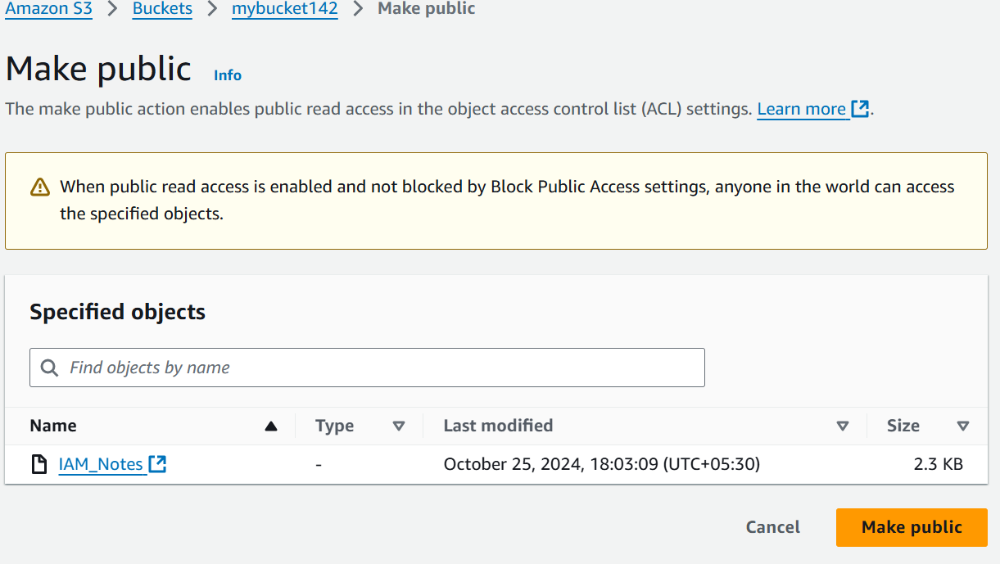 Amazon S3 > Buckets > mybucket142 > Make public
Make public Info
The make public action enables public read access in the object access control list (ACL) settings. Learn more.
When public read access is enabled and not blocked by Block Public Access settings, anyone in the world can access
the specified objects.
Specified objects
Find objects by name
Name Type Last modified Size
IAM_Notes - October 25, 2024, 18:03:09 (UTC+05:30) 2.3 KB
Cancel Make public